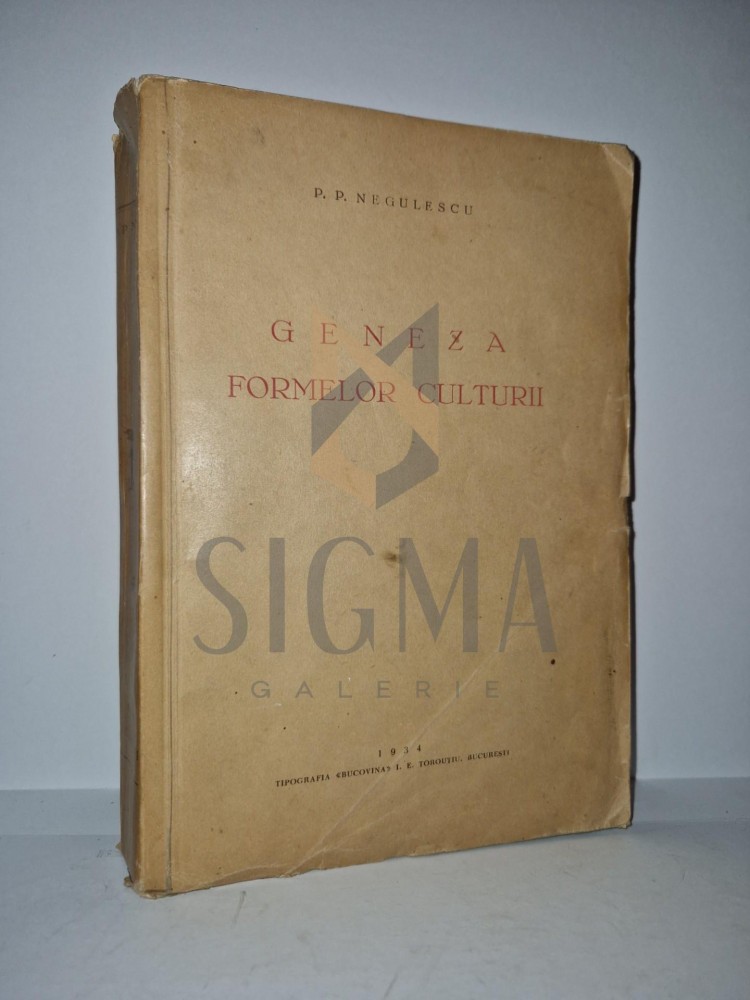 P. P. NEGULESCU
GENEZA
FORMELOR CULTURII
SIGMA
GALERIE
1934
TIPOGRAFIA «BUCOVINA» I. E. TOROUȚIU, BUCUREȘTI